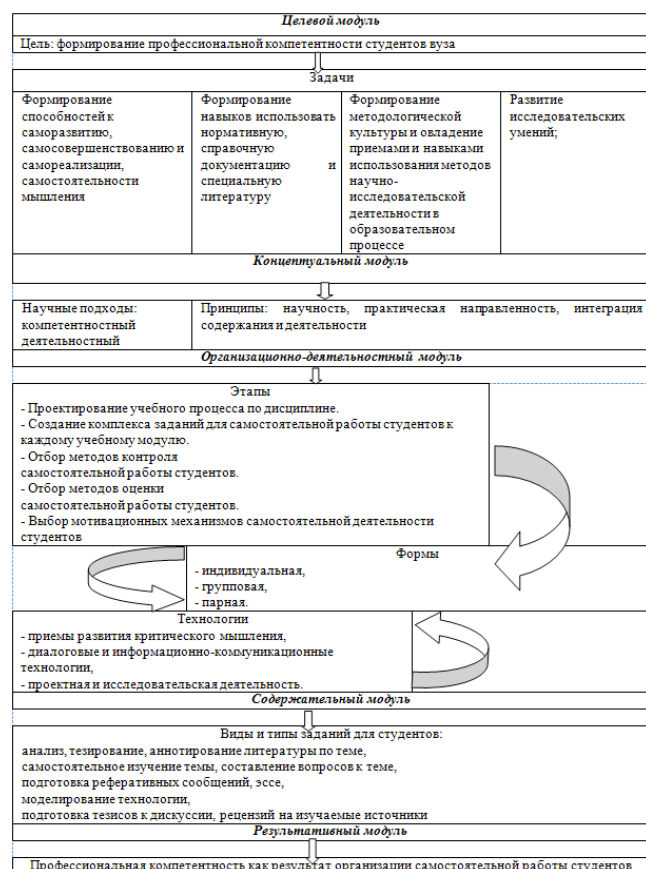 Целевой модуль
Цель: формирование профессиональной компетентности студентов вуза
Задачи
Формирование
способностей к
саморазвитию,
самосовершенствованию и
самореализации,
самостоятельности
мышления
Формирование
навыков использовать
нормативную,
справочную
документацию и
специальную
литературу
Формирование
методологической
культуры и овладение
приемами и навыками
использования методов
научно-
исследовательской
деятельности в
образовательном
процессе
Развитие
исследовательских
умений;
Концептуальный модуль
Научные подходы:
компетентностный
деятельностный
Принципы: научность, практическая направленность, интеграция
содержания и деятельности
Организационно-деятельностный модуль
Этапы
- Проектирование учебного процесса по дисциплине.
- Создание комплекса заданий для самостоятельной работы студентов к
каждому учебному модулю.
- Отбор методов контроля
самостоятельной работы студентов.
- Отбор методов оценки
самостоятельной работы студентов.
- Выбор мотивационных механизмов самостоятельной деятельности
студентов
Формы
- индивидуальная,
- групповая,
- парная.
Технологии
- приемы развития критического мышления,
- диалоговые и информационно-коммуникационные
технологии,
- проектная и исследовательская деятельность.
Содержательный модуль
Виды и типы заданий для студентов:
анализ, тезирование, аннотирование литературы по теме,
самостоятельное изучение темы, составление вопросов к теме,
подготовка реферативных сообщений, эссе,
моделирование технологии,
подготовка тезисов к дискуссии, рецензий на изучаемые источники
Результативный модуль
Профессиональная компетентность как результат организации самостоятельной работы студентов